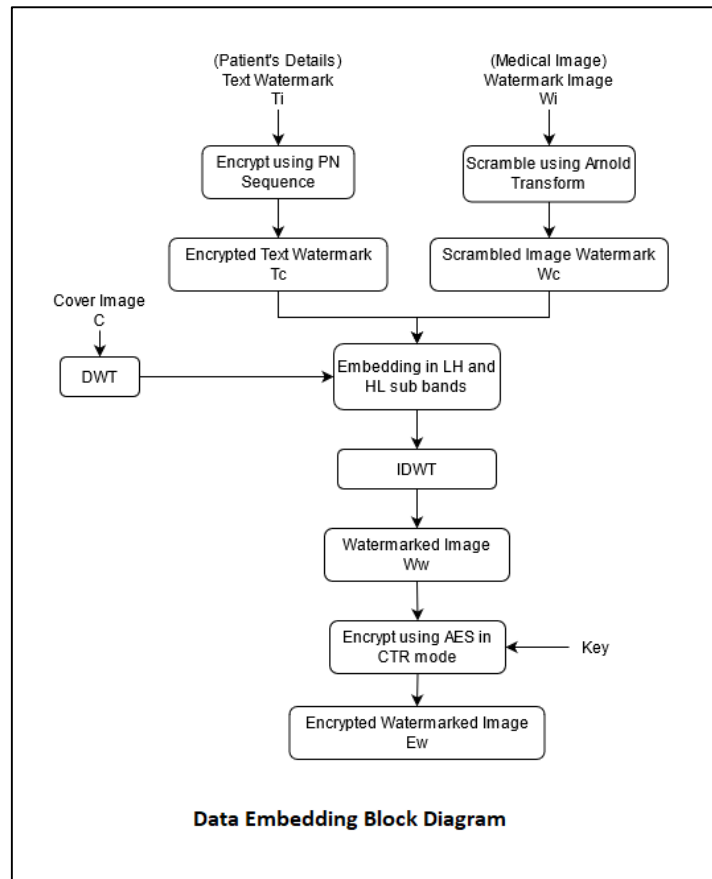 (Patient's Details)
Text Watermark
Ti
(Medical Image)
Watermark Image
Wi
Encrypt using PN
Sequence
Scramble using Arnold
Transform
Encrypted Text Watermark
Tc
Scrambled Image Watermark
Wc
Cover Image
C
DWT
Embedding in LH and
HL sub bands
IDWT
Watermarked Image
Ww
Encrypt using AES in
CTR mode
Key
Encrypted Watermarked Image
Ew
Data Embedding Block Diagram